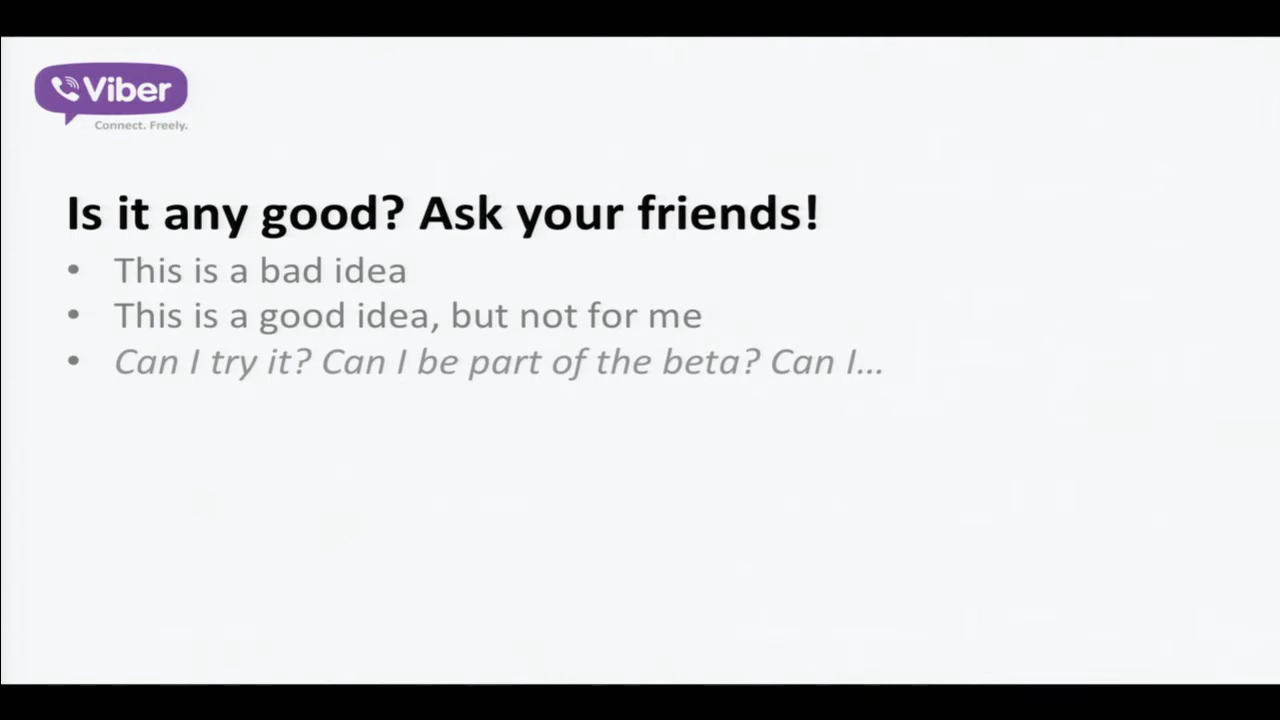 Viber
Connect. Freely.
Is it any good? Ask your friends!
• This is a bad idea
• This is a good idea, but not for me
• Can I try it? Can I be part of the beta? Can I...